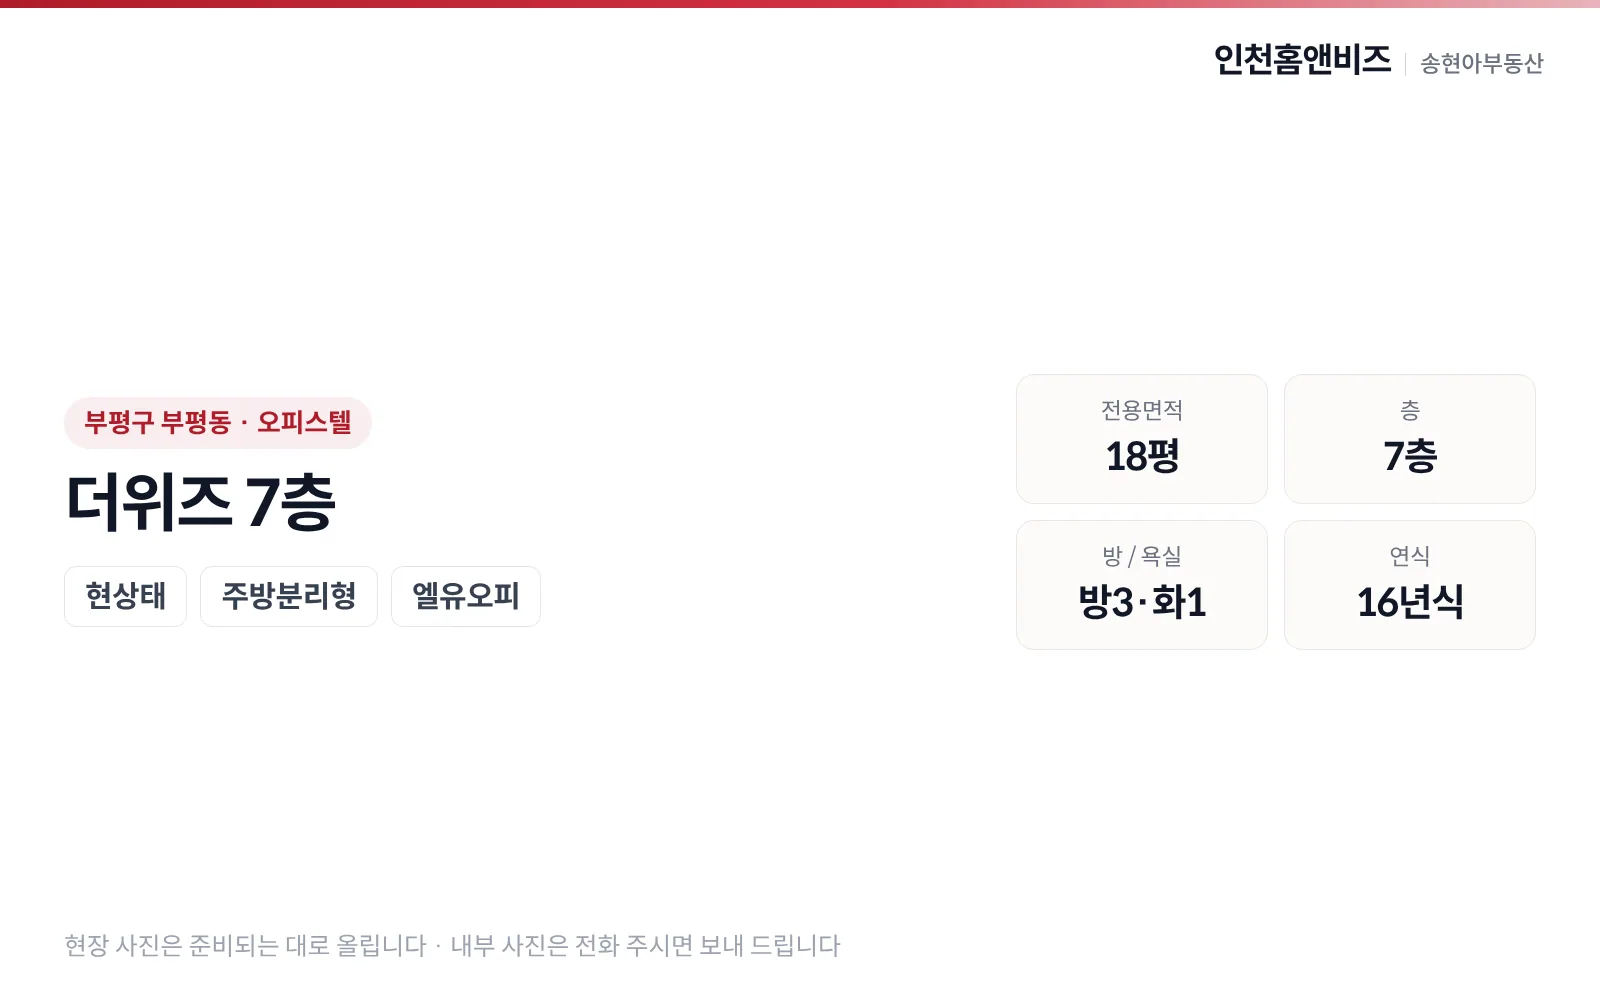 인천홈앤비즈 송현아부동산
부평구 부평동 · 오피스텔
더위즈 7층
현상태 주방분리형 엘유오피
전용면적
18평
층
7층
방 / 욕실
방3·화1
연식
16년식
현장 사진은 준비되는 대로 올립니다 · 내부 사진은 전화 주시면 보내 드립니다